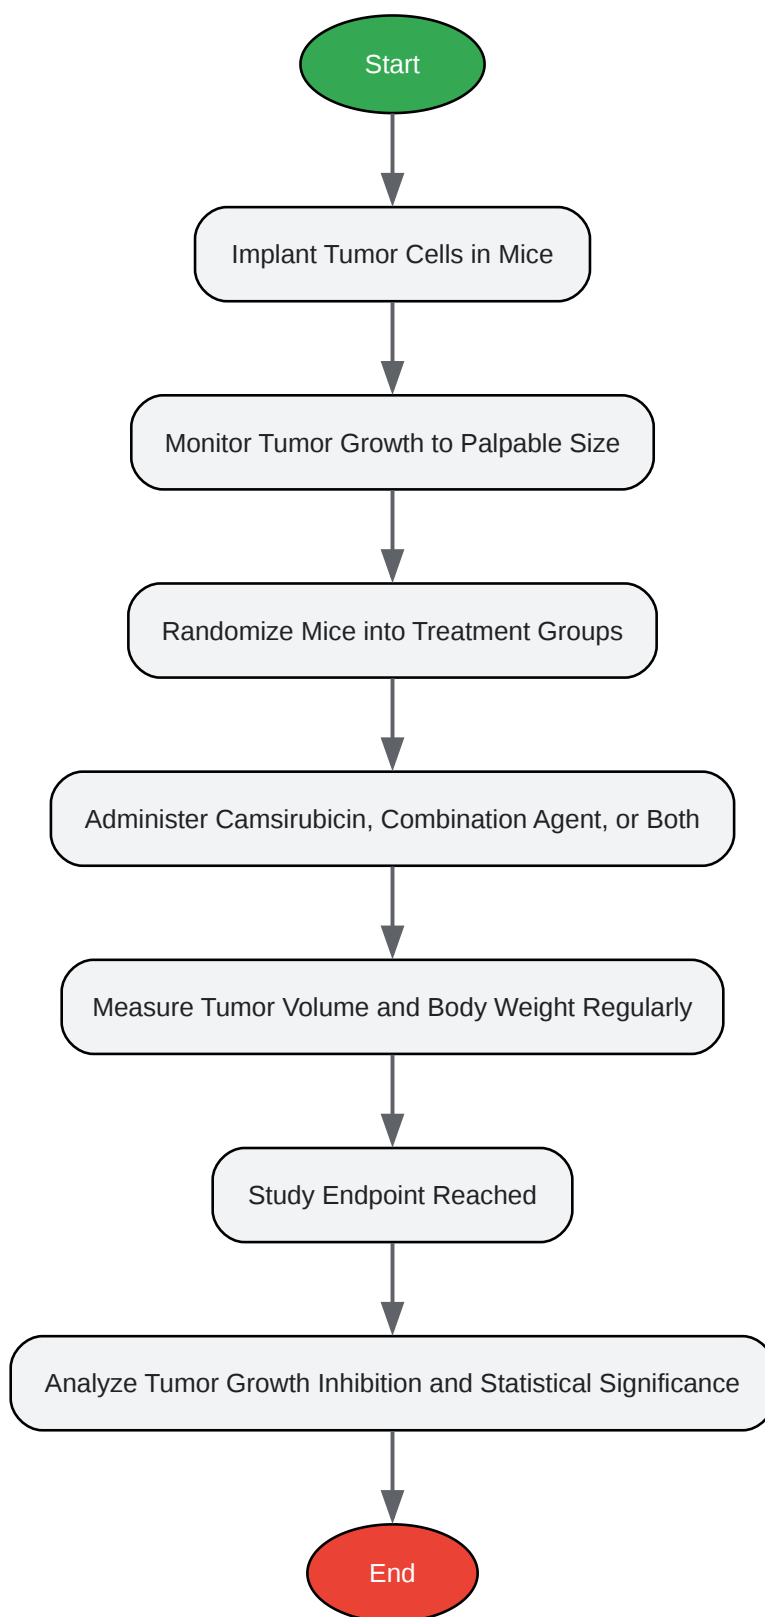 Start
Implant Tumor Cells in Mice
Monitor Tumor Growth to Palpable Size
Randomize Mice into Treatment Groups
Administer Camsirubicin, Combination Agent, or Both
Measure Tumor Volume and Body Weight Regularly
Study Endpoint Reached
Analyze Tumor Growth Inhibition and Statistical Significance
End